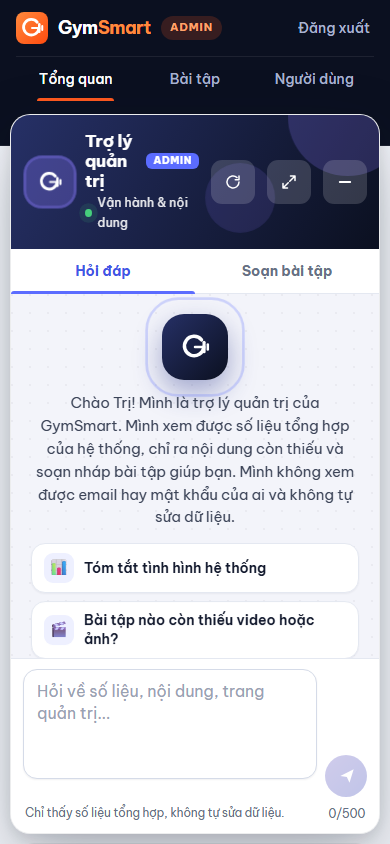 GymSmart ADMIN Đăng xuất
Tổng quan Bài tập Người dùng
Trợ lý
quản
trị
ADMIN
Vận hành & nội
dung
Hỏi đáp Soạn bài tập
Chào Trị! Mình là trợ lý quản trị của
GymSmart. Mình xem được số liệu tổng hợp
của hệ thống, chỉ ra nội dung còn thiếu và
soạn nháp bài tập giúp bạn. Mình không xem
được email hay mật khẩu của ai và không tự
sửa dữ liệu.
Tóm tắt tình hình hệ thống
Bài tập nào còn thiếu video hoặc
ảnh?
Hỏi về số liệu, nội dung, trang
quản trị...
Chỉ thấy số liệu tổng hợp, không tự sửa dữ liệu. 0/500